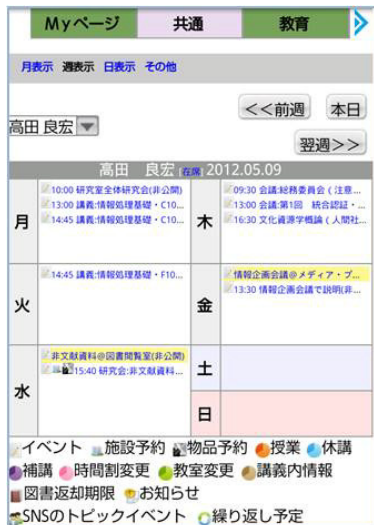 Myページ 共通 教育
月表示 週表示 日表示 その他
<<前週 本日
高田 良宏
翌週>>
高田 良宏 [在席] 2012.05.09
月
10:00 研究室全体研究会(非公開)
13:00 講義:情報処理基礎・C10...
14:45 講義:情報処理基礎・C10...
木
09:30 会議:総務委員会 ( 注意...
13:00 会議:第1回 統合認証・...
16:30 文化資源学概論 ( 人間社...
火
14:45 講義:情報処理基礎・F10...
金
情報企画会議@メディア・ブ...
13:30 情報企画会議で説明(非...
水
非文献資料@図書閲覧室(非公開)
15:40 研究会:非文献資料...
土
日
イベント 施設予約 物品予約 授業 休講
補講 時間割変更 教室変更 講義内情報
図書返却期限 お知らせ
SNSのトピックイベント 繰り返し予定